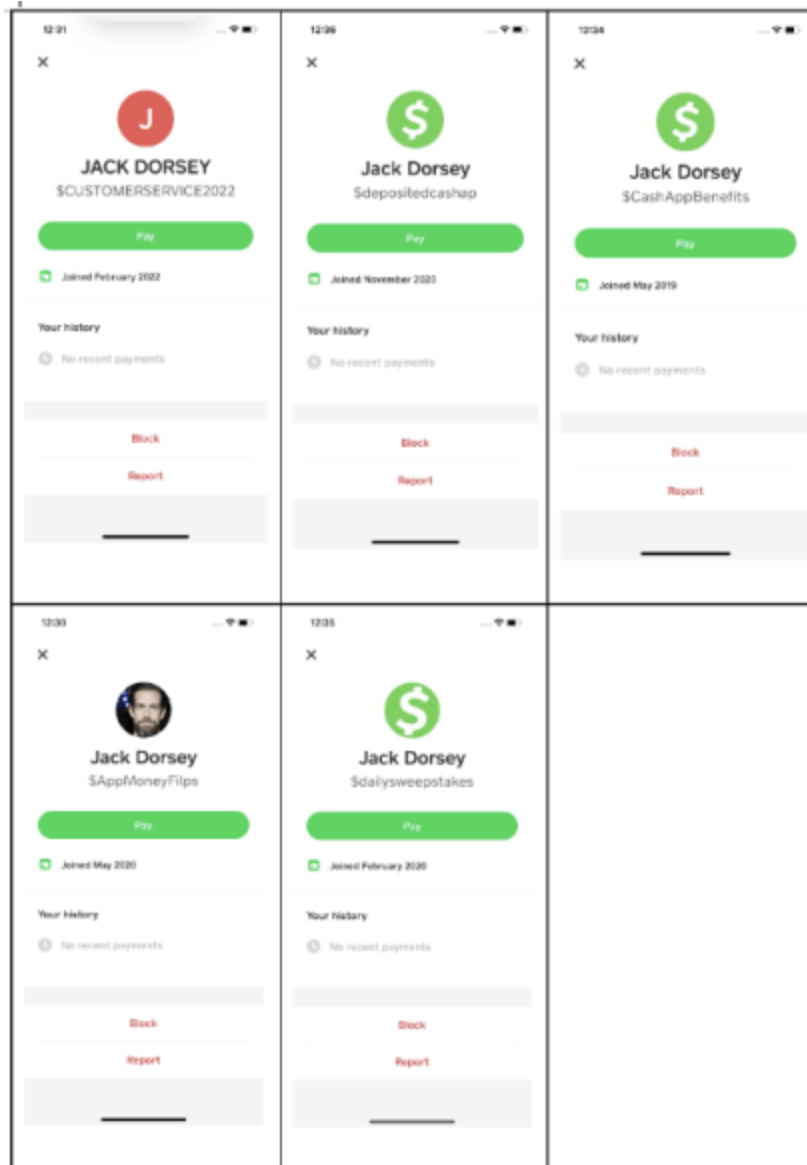 12:31
J
JACK DORSEY
$CUSTOMERSERVICE2022
Pay
Joined February 2022
Your history
No recent payments
Block
Report
12:36
$
Jack Dorsey
$depositedcashap
Pay
Joined November 2020
Your history
No recent payments
Block
Report
12:34
$
Jack Dorsey
$CashAppBenefits
Pay
Joined May 2019
Your history
No recent payments
Block
Report
12:30
Jack Dorsey
$AppMoneyFilps
Pay
Joined May 2020
Your history
No recent payments
Block
Report
12:35
$
Jack Dorsey
$dailysweepstakes
Pay
Joined February 2020
Your history
No recent payments
Block
Report